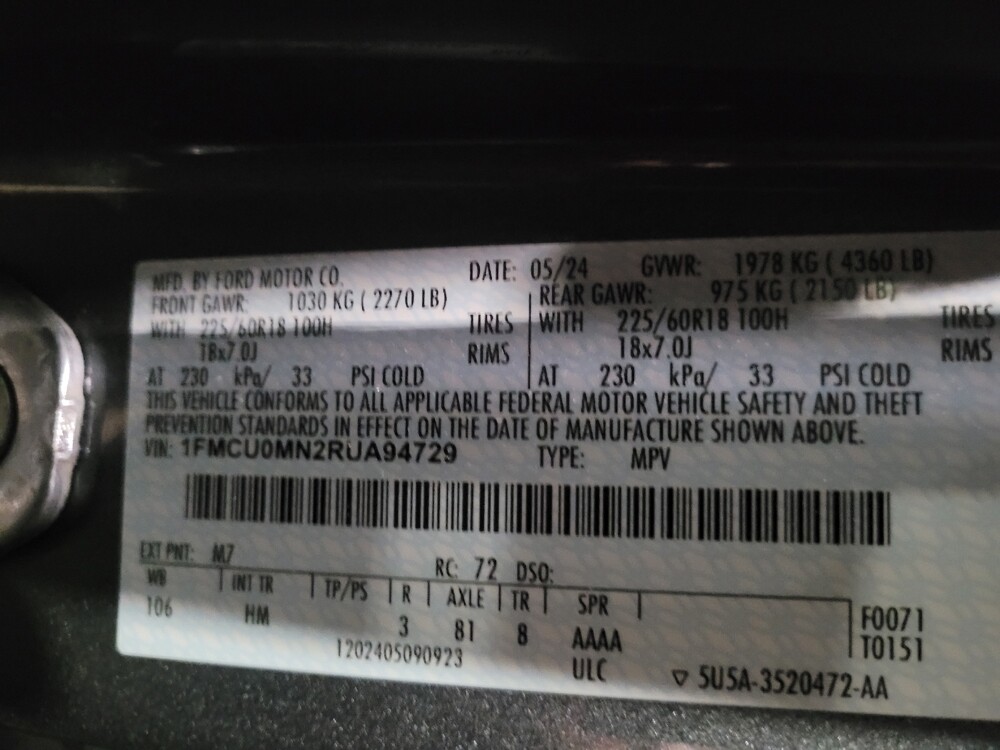 MFD. BY FORD MOTOR CO. DATE: 05/24 GVWR: 1978 KG ( 4360 LB)
FRONT GAWR: 1030 KG ( 2270 LB) REAR GAWR: 975 KG ( 2150 LB)
WITH 225/60R18 100H TIRES WITH 225/60R18 100H TIRES
18x7.0J RIMS 18x7.0J RIMS
AT 230 kPa/ 33 PSI COLD AT 230 kPa/ 33 PSI COLD
THIS VEHICLE CONFORMS TO ALL APPLICABLE FEDERAL MOTOR VEHICLE SAFETY AND THEFT
PREVENTION STANDARDS IN EFFECT ON THE DATE OF MANUFACTURE SHOWN ABOVE.
VIN: 1FMCU0MN2RUA94729 TYPE: MPV
EXT PNT: M7 RC: 72 DSO:
WB INT TR TP/PS R AXLE TR SPR
106 HM 3 81 8 AAAA F0071
1202405090923 ULC T0151
▽ 5U5A-3520472-AA